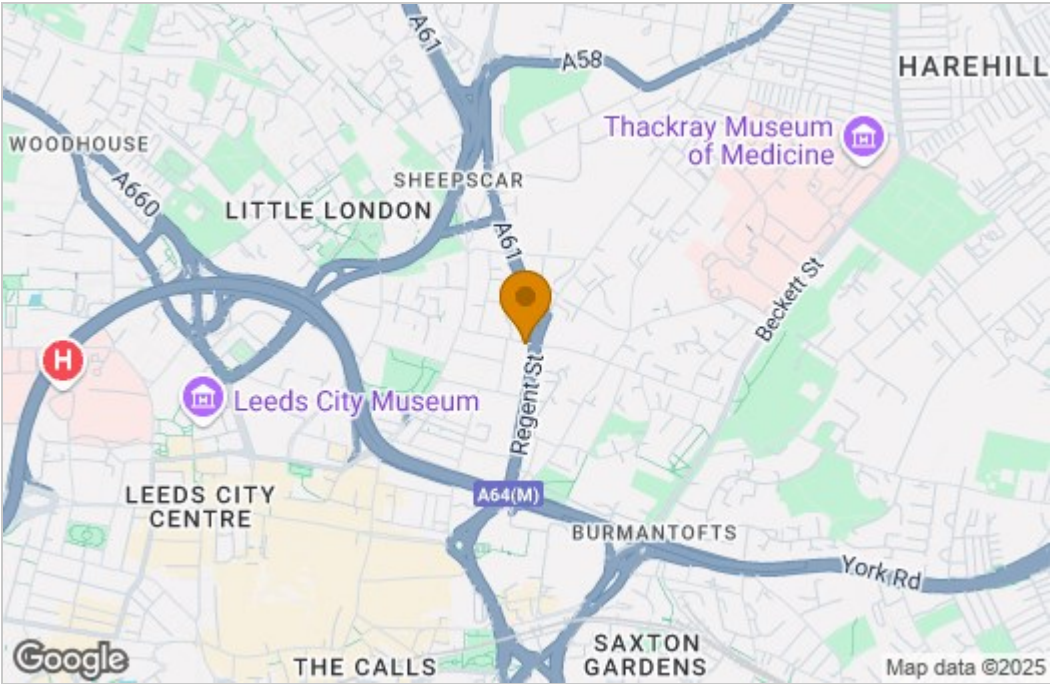 A61
A58
HAREHILL
Thackray Museum
of Medicine
WOODHOUSE
SHEEPSCAR
A660
LITTLE LONDON
A61
Beckett St
H
Leeds City Museum
Regent St
LEEDS CITY
CENTRE
A64(M)
BURMANTOFTS
York Rd
SAXTON
GARDENS
THE CALLS
Google
Map data ©2025